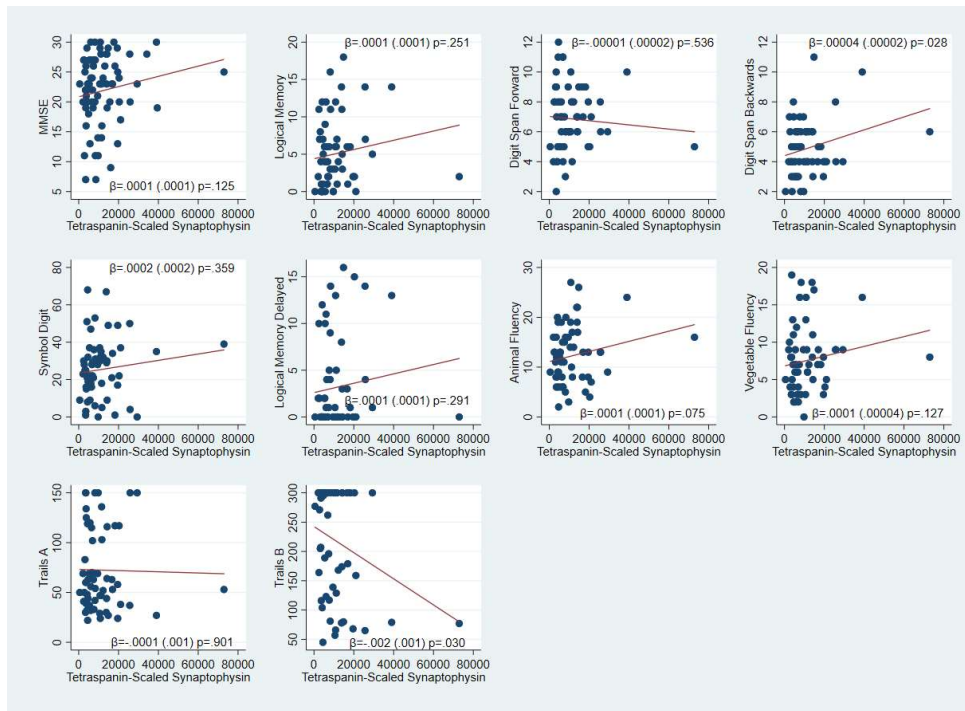 MMSE
30
25
20
15
10
5
β=.0001 (.0001) p=.125
0 20000 40000 60000 80000
Tetraspanin-Scaled Synaptophysin
Logical Memory
20
15
10
5
0
β=.0001 (.0001) p=.251
0 20000 40000 60000 80000
Tetraspanin-Scaled Synaptophysin
Digit Span Forward
12
10
8
6
4
2
β=-.00001 (.00002) p=.536
0 20000 40000 60000 80000
Tetraspanin-Scaled Synaptophysin
Digit Span Backwards
12
10
8
6
4
2
β=.00004 (.00002) p=.028
0 20000 40000 60000 80000
Tetraspanin-Scaled Synaptophysin
Symbol Digit
80
60
40
20
0
β=.0002 (.0002) p=.359
0 20000 40000 60000 80000
Tetraspanin-Scaled Synaptophysin
Logical Memory Delayed
15
10
5
0
β=.0001 (.0001) p=.291
0 20000 40000 60000 80000
Tetraspanin-Scaled Synaptophysin
Animal Fluency
30
20
10
0
β=.0001 (.0001) p=.075
0 20000 40000 60000 80000
Tetraspanin-Scaled Synaptophysin
Vegetable Fluency
20
15
10
5
0
β=.0001 (.00004) p=.127
0 20000 40000 60000 80000
Tetraspanin-Scaled Synaptophysin
Trails A
150
100
50
0
β=-.0001 (.001) p=.901
0 20000 40000 60000 80000
Tetraspanin-Scaled Synaptophysin
Trails B
300
250
200
150
100
50
β=-.002 (.001) p=.030
0 20000 40000 60000 80000
Tetraspanin-Scaled Synaptophysin